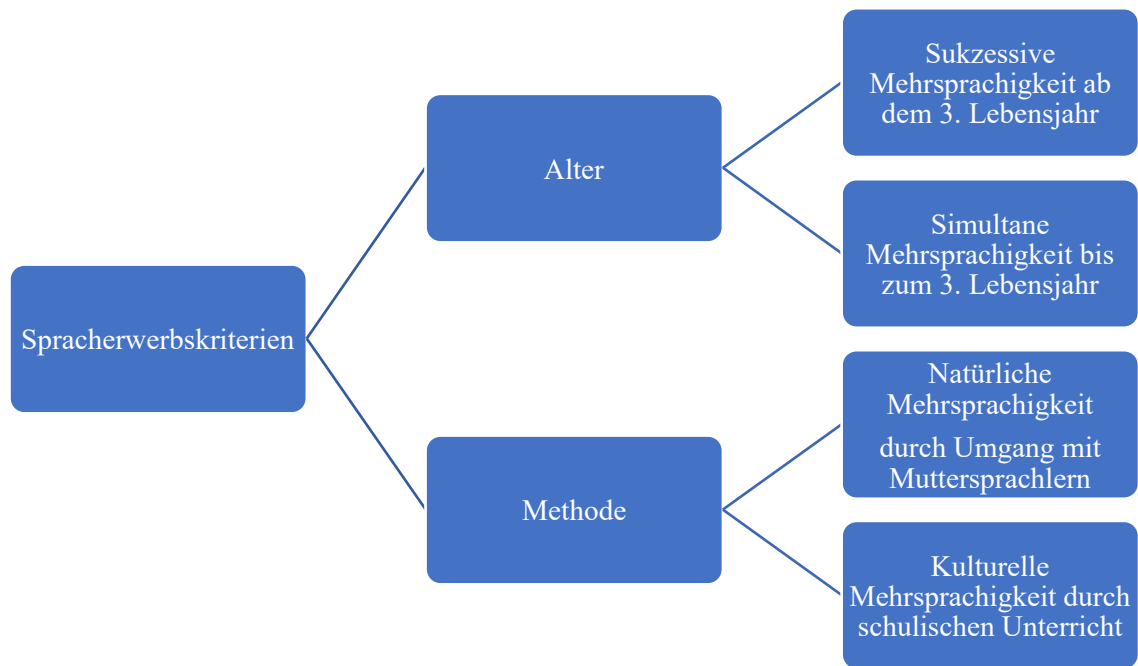 Spracherwerbskriterien
Alter
Sukzessive
Mehrsprachigkeit ab
dem 3. Lebensjahr
Simultane
Mehrsprachigkeit bis
zum 3. Lebensjahr
Methode
Natürliche
Mehrsprachigkeit
durch Umgang mit
Muttersprachlern
Kulturelle
Mehrsprachigkeit durch
schulischen Unterricht